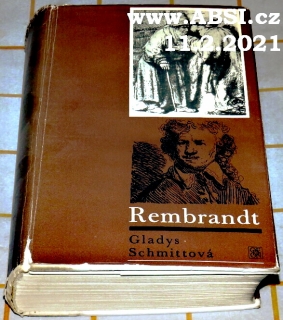 www.ABSI.cz
11.2.2021
Rembrandt
Gladys
Schmittová